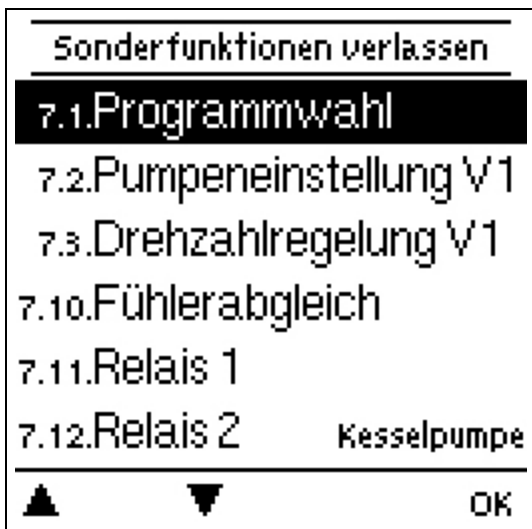 Sonderfunktionen verlassen
7.1.Programmwahl
7.2.Pumpeneinstellung V1
7.3.Drehzahlregelung V1
7.10.Fühlerabgleich
7.11.Relais 1
7.12.Relais 2 Kesselpumpe
▲ ▼ OK